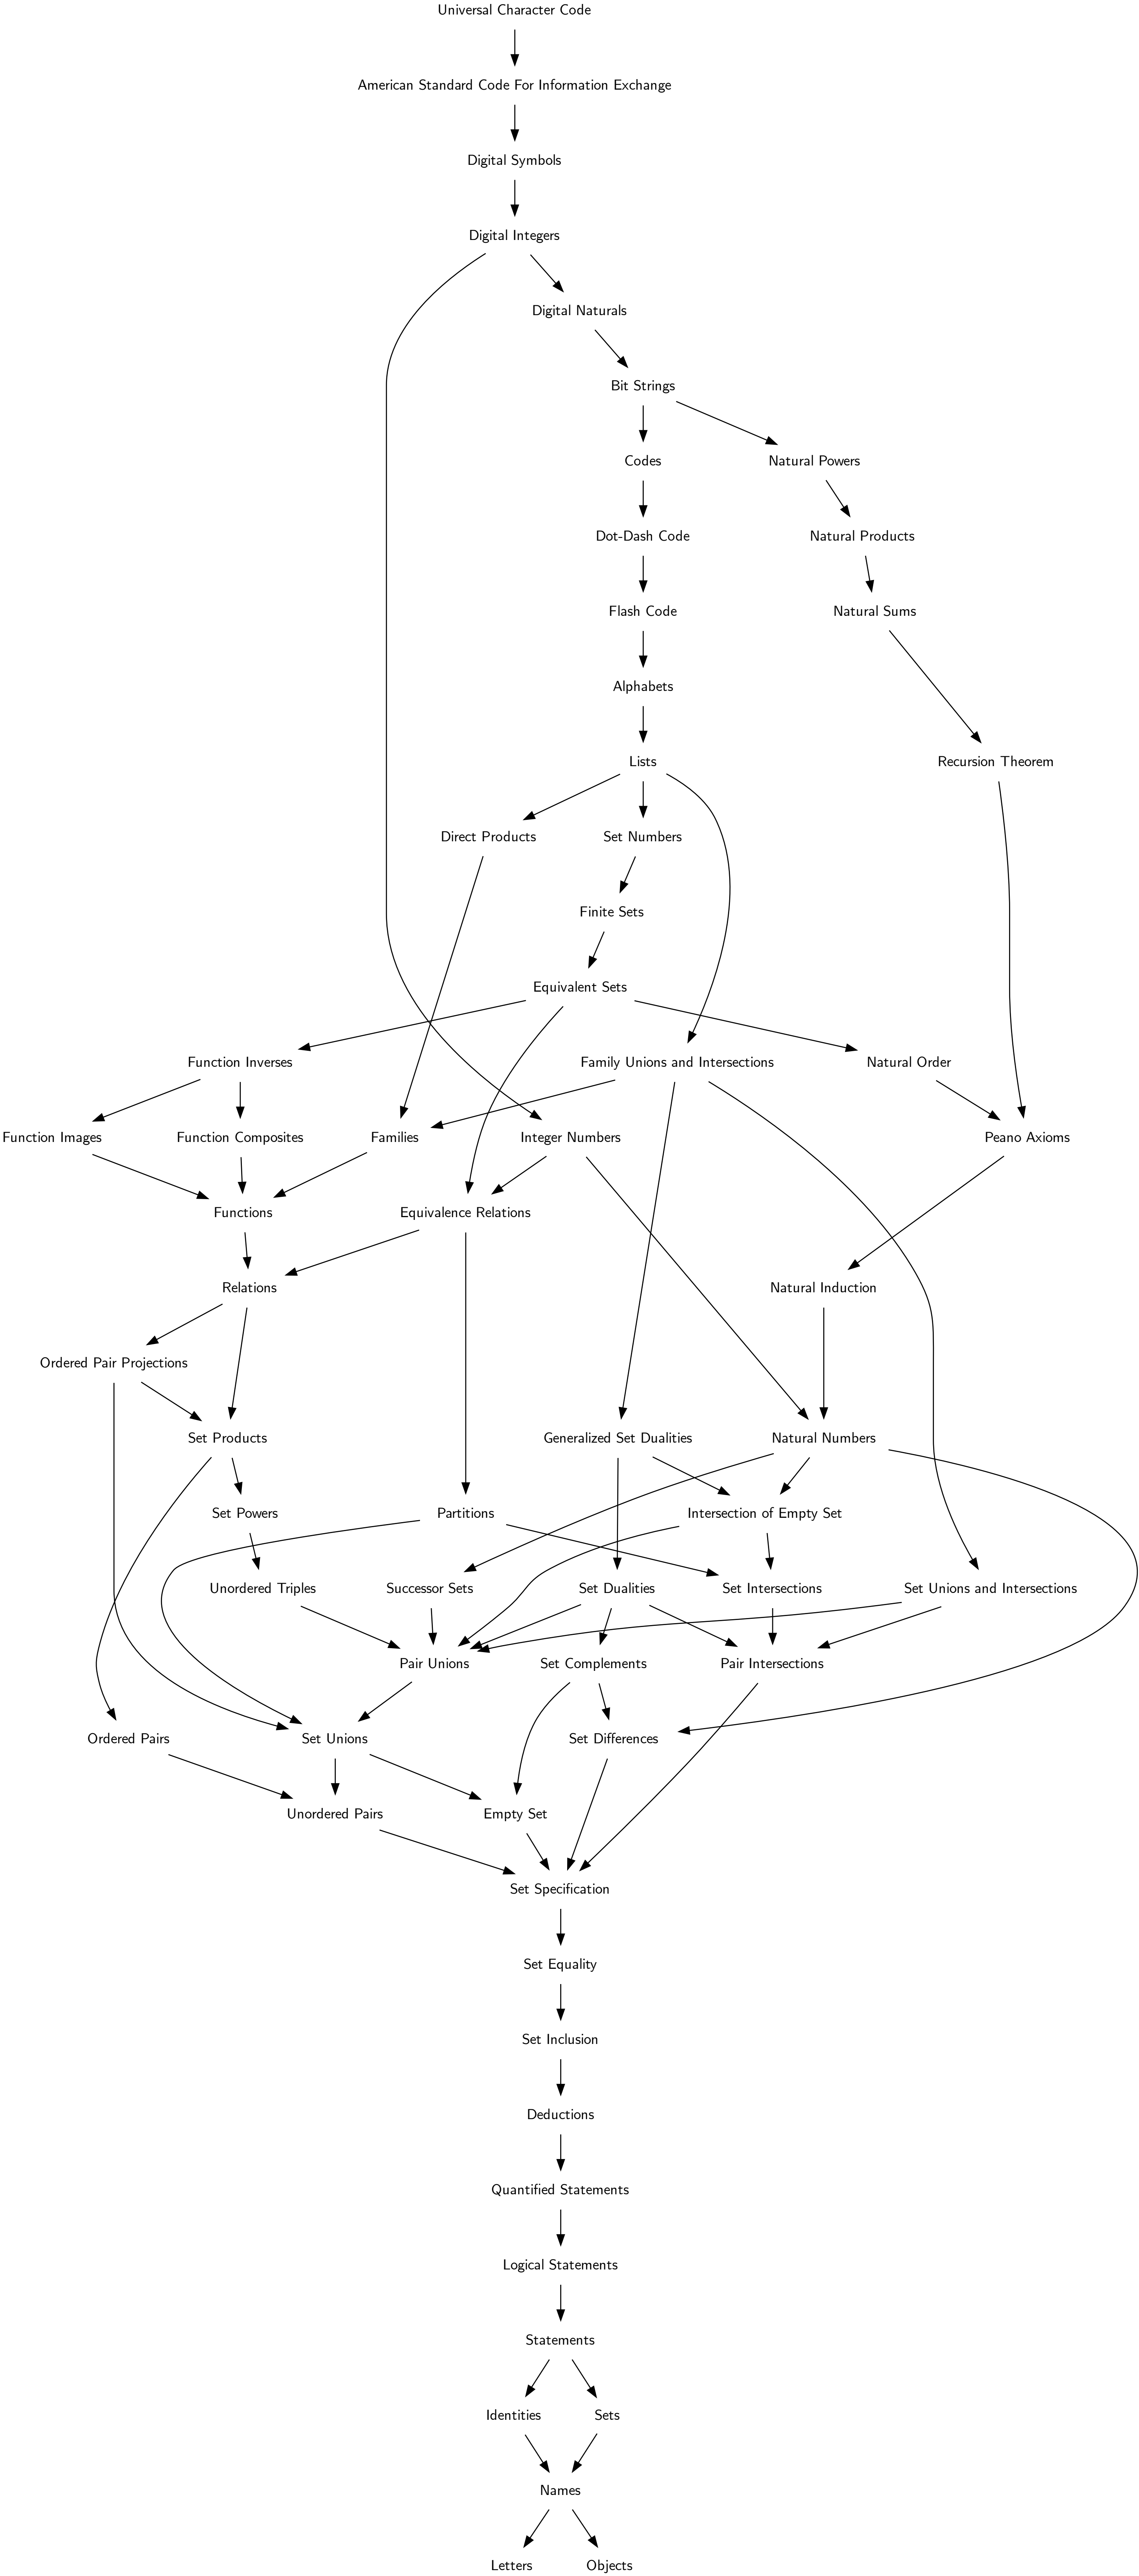 Universal Character Code
American Standard Code For Information Exchange
Digital Symbols
Digital Integers
Digital Naturals
Bit Strings
Codes
Natural Powers
Dot-Dash Code
Natural Products
Flash Code
Natural Sums
Alphabets
Lists
Recursion Theorem
Direct Products
Set Numbers
Finite Sets
Equivalent Sets
Function Inverses
Family Unions and Intersections
Natural Order
Function Images
Function Composites
Families
Integer Numbers
Peano Axioms
Functions
Equivalence Relations
Relations
Natural Induction
Ordered Pair Projections
Set Products
Generalized Set Dualities
Natural Numbers
Set Powers
Partitions
Intersection of Empty Set
Unordered Triples
Successor Sets
Set Dualities
Set Intersections
Set Unions and Intersections
Pair Unions
Set Complements
Pair Intersections
Ordered Pairs
Set Unions
Set Differences
Unordered Pairs
Empty Set
Set Specification
Set Equality
Set Inclusion
Deductions
Quantified Statements
Logical Statements
Statements
Identities
Sets
Names
Letters
Objects